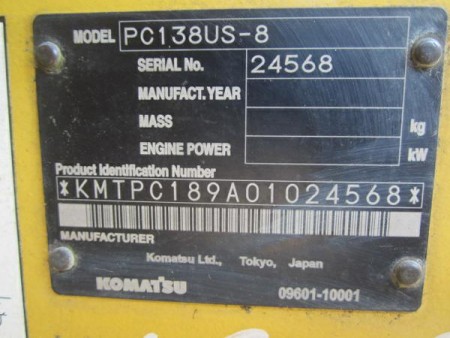 MODEL PC138US-8
SERIAL No. 24568
MANUFACT. YEAR
MASS kg
ENGINE POWER kW
Product Identification Number
*KMTPC189A01024568*
MANUFACTURER
Komatsu Ltd., Tokyo, Japan
KOMATSU 09601-10001